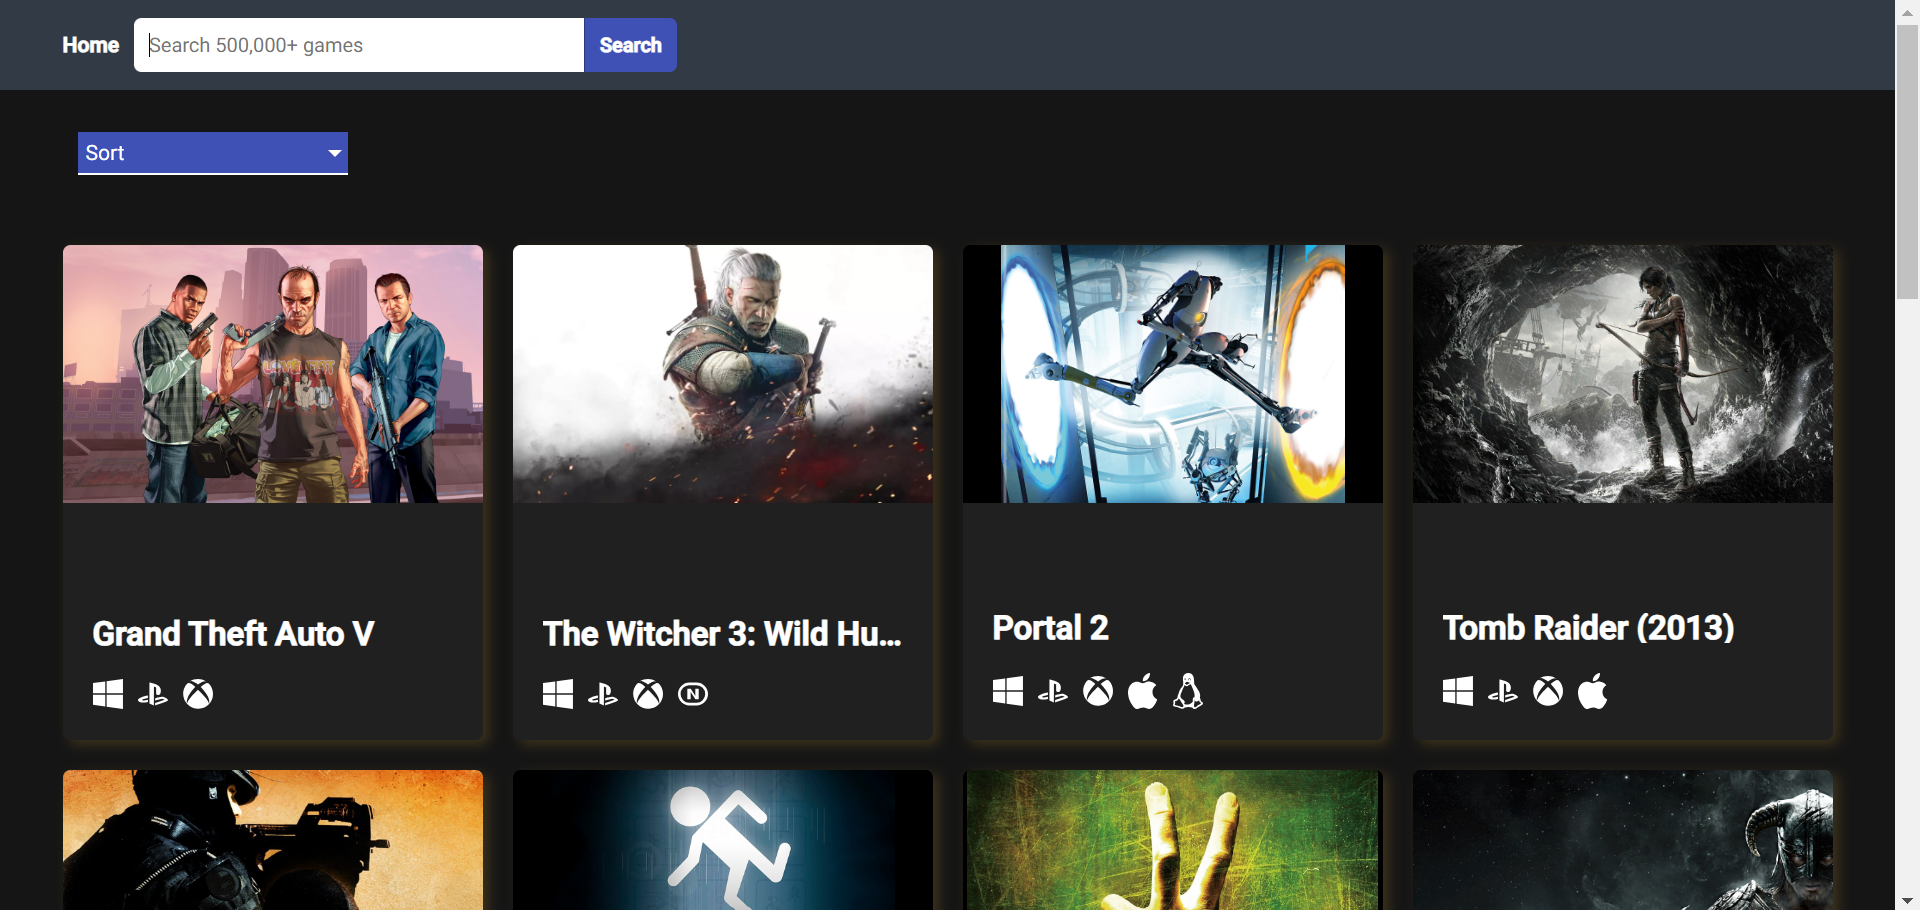 Home
Search 500,000+ games
Search
Sort
Grand Theft Auto V
The Witcher 3: Wild Hu...
Portal 2
Tomb Raider (2013)